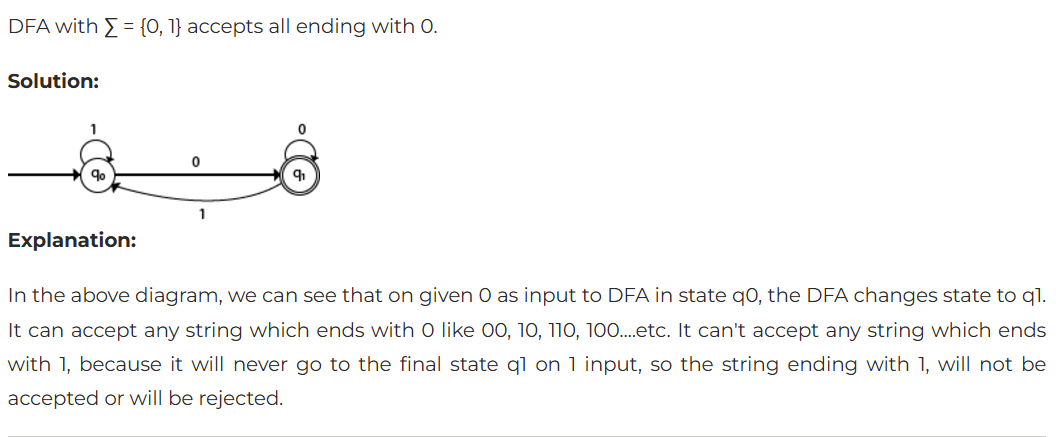 DFA with ∑ = {0, 1} accepts all ending with 0.
Solution:
1
0
0
q0
q1
1
Explanation:
In the above diagram, we can see that on given 0 as input to DFA in state q0, the DFA changes state to q1.
It can accept any string which ends with 0 like 00, 10, 110, 100....etc. It can't accept any string which ends
with 1, because it will never go to the final state q1 on 1 input, so the string ending with 1, will not be
accepted or will be rejected.